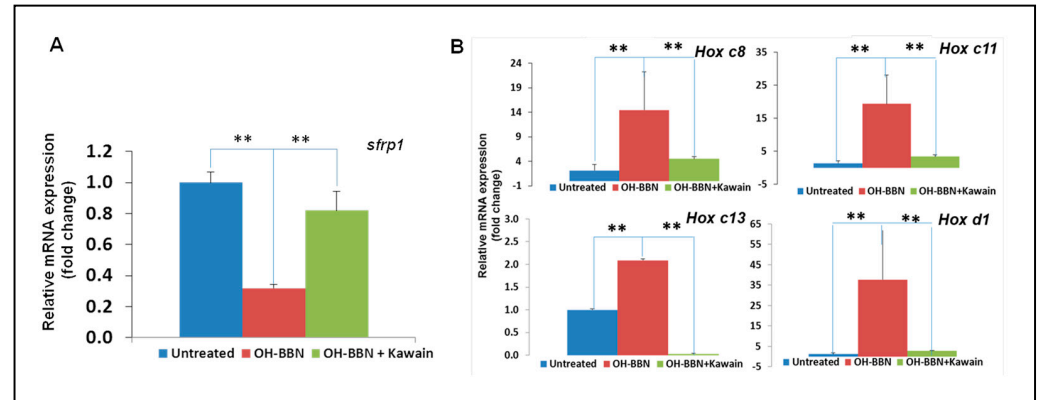 A
Relative mRNA expression
(fold change)
sfrp1
** **
1.2
1.0
0.8
0.6
0.4
0.2
0.0
Untreated OH-BBN OH-BBN + Kawain
B
Relative mRNA expression
(fold change)
** ** Hox c8
24
19
14
9
4
-1
Untreated OH-BBN OH-BBN+Kawain
** ** Hox c11
35
25
15
5
-5
Untreated OH-BBN OH-BBN+Kawain
** ** Hox c13
3.0
2.5
2.0
1.5
1.0
0.5
0.0
Untreated OH-BBN OH-BBN+Kawain
** ** Hox d1
65
55
45
35
25
15
5
-5
Untreated OH-BBN OH-BBN+Kawain